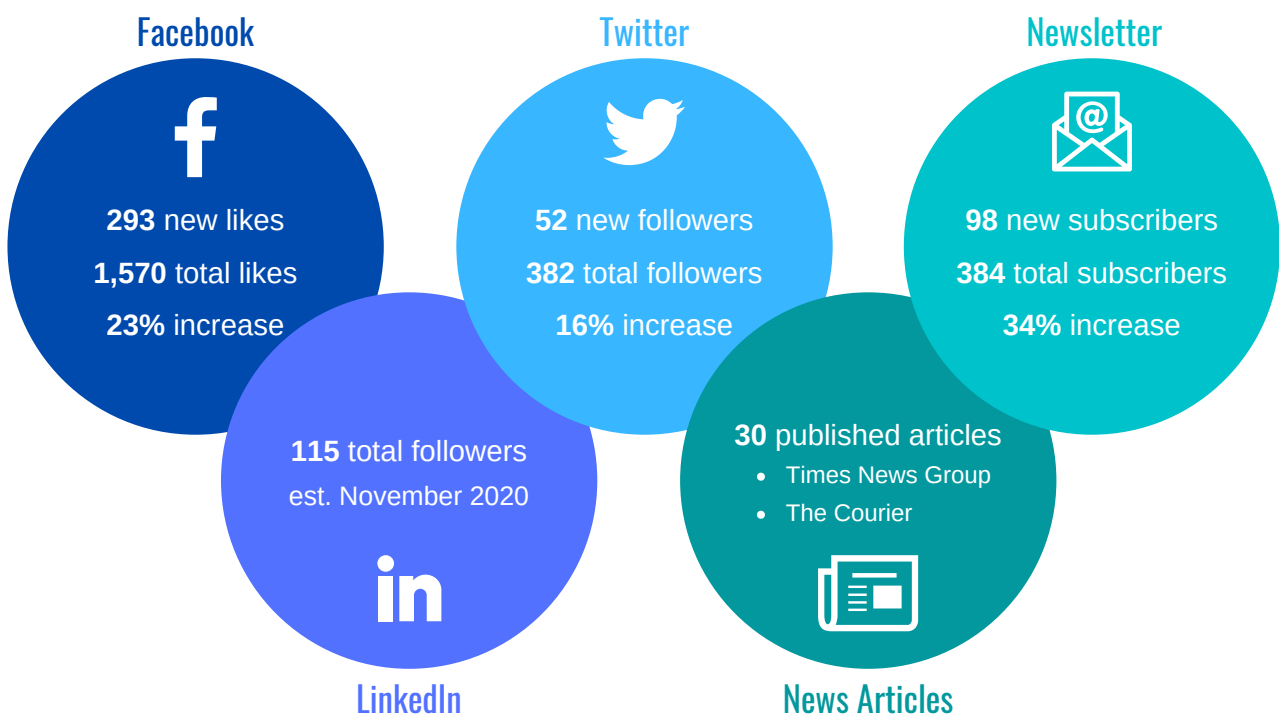 Facebook
293 new likes
1,570 total likes
23% increase
Twitter
52 new followers
382 total followers
16% increase
Newsletter
@
98 new subscribers
384 total subscribers
34% increase
115 total followers
est. November 2020
in
LinkedIn
30 published articles
• Times News Group
• The Courier
News Articles